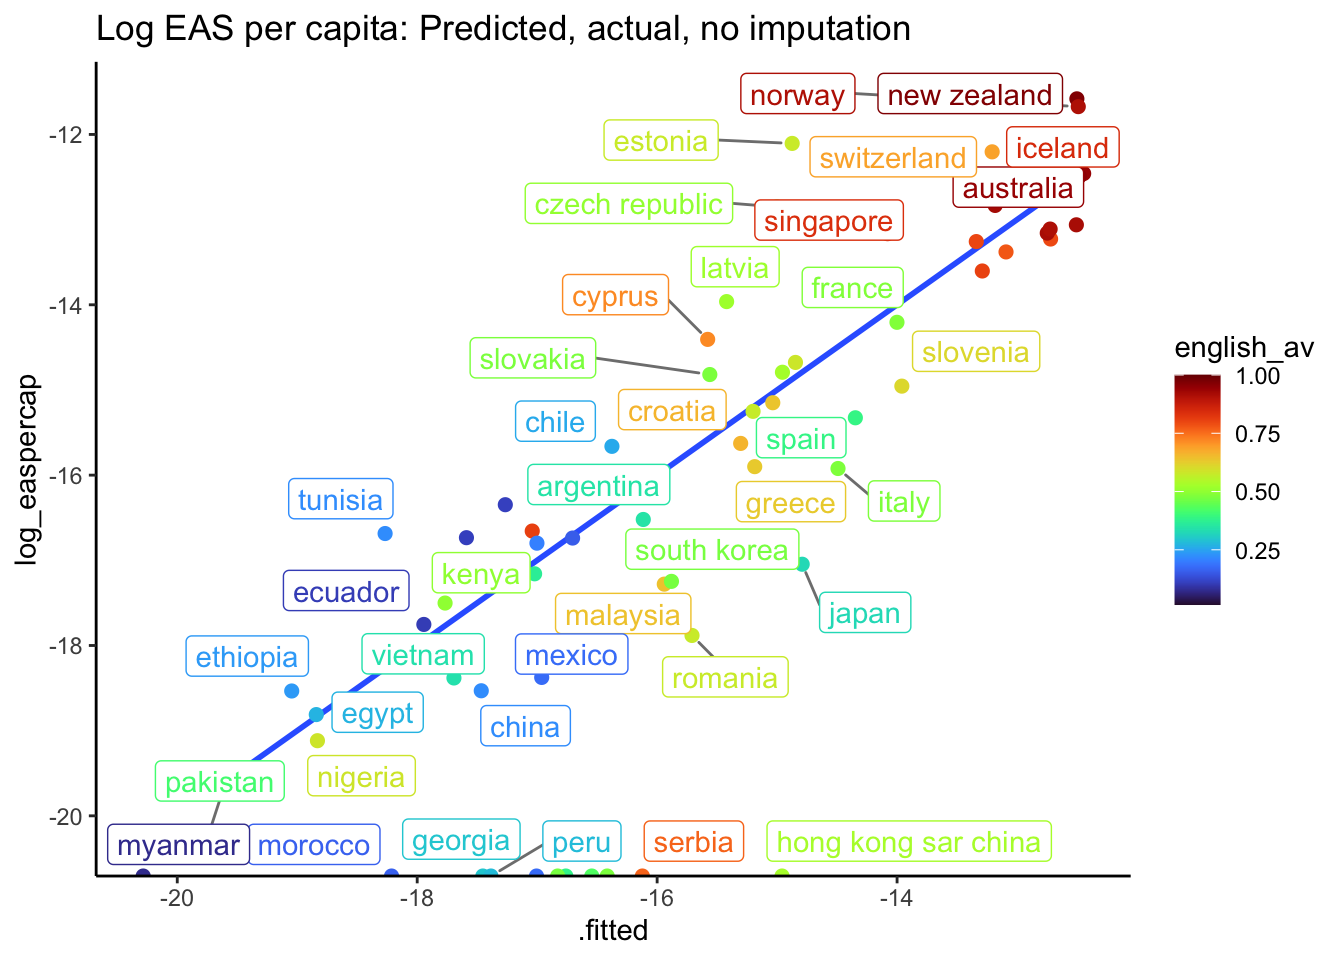 Log EAS per capita: Predicted, actual, no imputation
norway
new zealand
-12
estonia
switzerland
iceland
australia
czech republic
singapore
latvia
cyprus
france
-14
slovakia
slovenia
english_av
1.00
0.75
0.50
0.25
croatia
chile
spain
log_easpercap
-16
argentina
tunisia
greece
italy
south korea
kenya
ecuador
malaysia
japan
-18
ethiopia
vietnam
mexico
romania
egypt
china
pakistan
nigeria
-20
myanmar
morocco
georgia
peru
serbia
hong kong sar china
-20
-18
-16
-14
.fitted